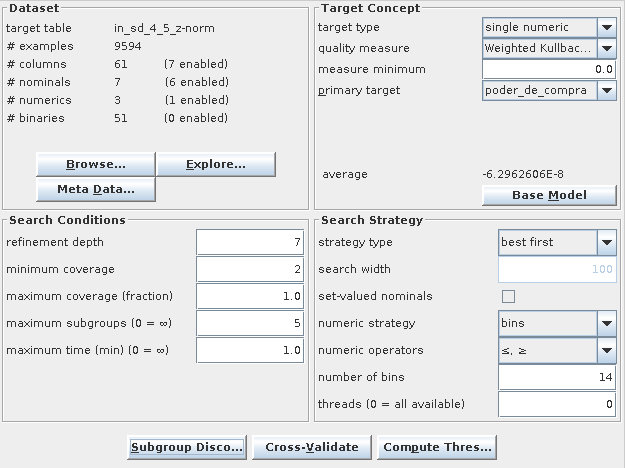 Dataset
target table in_sd_4_5_z-norm
# examples 9594
# columns 61 (7 enabled)
# nominals 7 (6 enabled)
# numerics 3 (1 enabled)
# binaries 51 (0 enabled)
Browse... Explore...
Meta Data...
Target Concept
target type single numeric
quality measure Weighted Kullbac...
measure minimum 0.0
primary target poder_de_compra
average -6.2962606E-8
Base Model
Search Conditions
refinement depth 7
minimum coverage 2
maximum coverage (fraction) 1.0
maximum subgroups (0 = ∞) 5
maximum time (min) (0 = ∞) 1.0
Search Strategy
strategy type best first
search width 100
set-valued nominals
numeric strategy bins
numeric operators ≤, ≥
number of bins 14
threads (0 = all available) 0
Subgroup Disco... Cross-Validate Compute Thres...